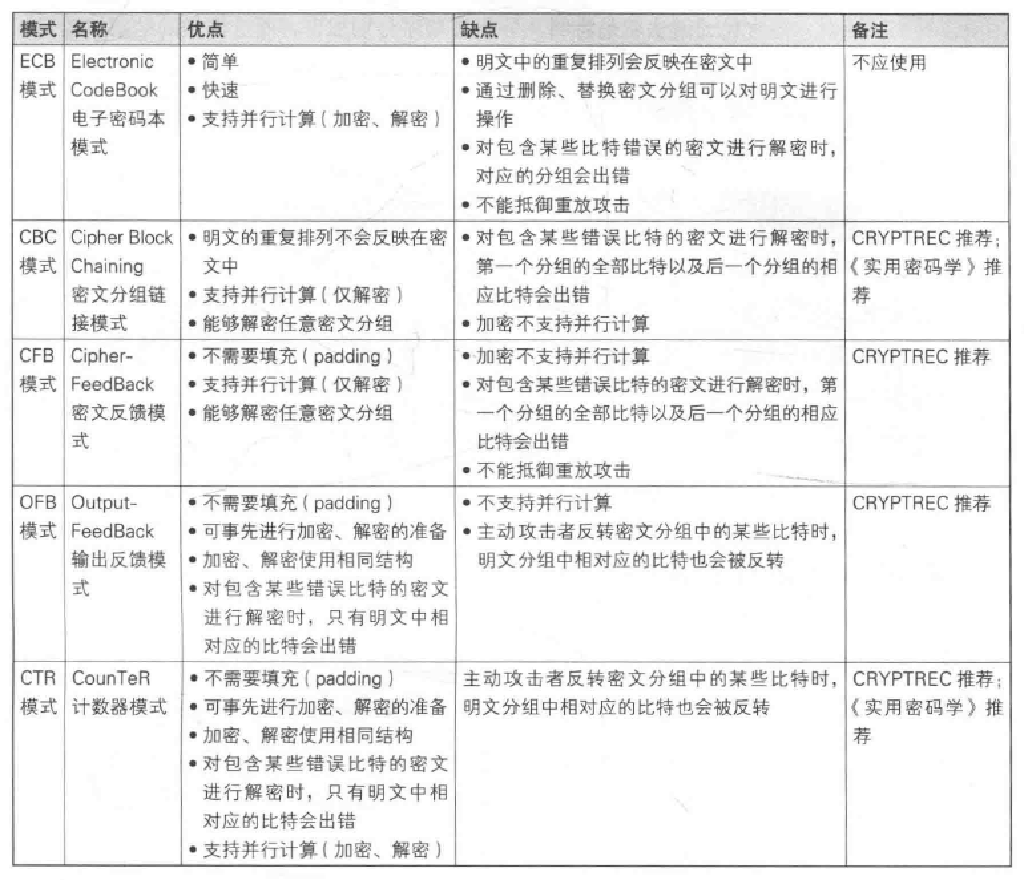 模式 名称 优点 缺点 备注
ECB模式
Electronic
CodeBook
电子密码本
模式
• 简单
• 快速
• 支持并行计算（加密、解密）
• 明文中的重复排列会反映在密文中
• 通过删除、替换密文分组可以对明文进行
操作
• 对包含某些比特错误的密文进行解密时，
对应的分组会出错
• 不能抵御重放攻击
不应使用
CBC
模式
Cipher Block
Chaining
密文分组链
接模式
• 明文的重复排列不会反映在密
文中
• 支持并行计算（仅解密）
• 能够解密任意密文分组
• 对包含某些错误比特的密文进行解密时，
第一个分组的全部比特以及后一个分组的相
应比特会出错
• 加密不支持并行计算
CRYPTREC 推荐；
《实用密码学》推
荐
CFB
模式
Cipher-
FeedBack
密文反馈模
式
• 不需要填充（padding）
• 支持并行计算（仅解密）
• 能够解密任意密文分组
• 加密不支持并行计算
• 对包含某些错误比特的密文进行解密时，第
一个分组的全部比特以及后一个分组的相应
比特会出错
• 不能抵御重放攻击
CRYPTREC 推荐
OFB
模式
Output-
FeedBack
输出反馈模
式
• 不需要填充（padding）
• 可事先进行加密、解密的准备
• 加密、解密使用相同结构
• 对包含某些错误比特的密文
进行解密时，只有明文中相
对应的比特会出错
• 不支持并行计算
• 主动攻击者反转密文分组中的某些比特时，
明文分组中相对应的比特也会被反转
CRYPTREC 推荐
CTR
模式
CounTeR
计数器模式
• 不需要填充（padding）
• 可事先进行加密、解密的准备
• 加密、解密使用相同结构
• 对包含某些错误比特的密文
进行解密时，只有明文中相
对应的比特会出错
• 支持并行计算（加密、解密）
主动攻击者反转密文分组中的某些比特时，
明文分组中相对应的比特也会被反转
CRYPTREC 推荐；
《实用密码学》推
荐